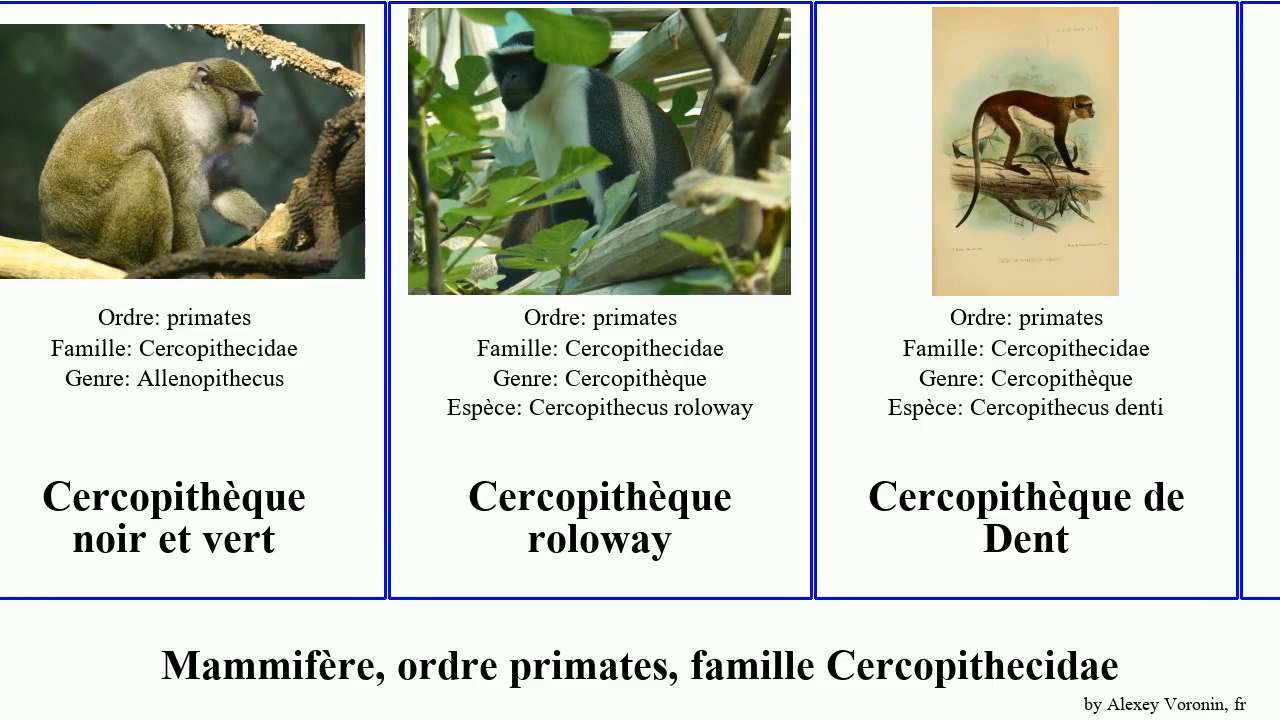 Ordre: primates
Famille: Cercopithecidae
Genre: Allenopithecus
Cercopithèque
noir et vert
Ordre: primates
Famille: Cercopithecidae
Genre: Cercopithèque
Espèce: Cercopithecus roloway
Cercopithèque
roloway
Ordre: primates
Famille: Cercopithecidae
Genre: Cercopithèque
Espèce: Cercopithecus denti
Cercopithèque de
Dent
Mammifère, ordre primates, famille Cercopithecidae
by Alexey Voronin, fr